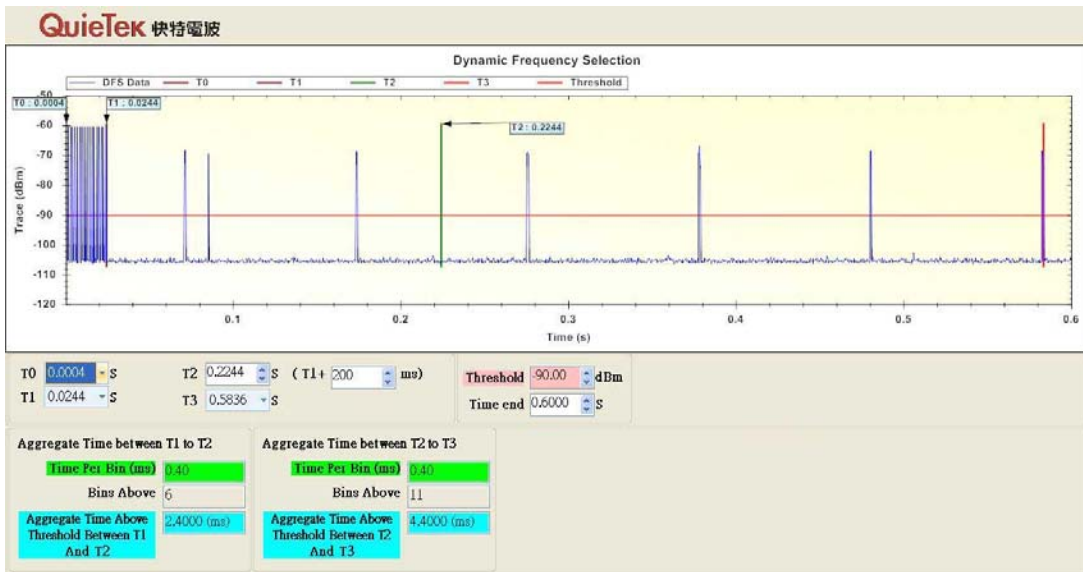 QuieTek 快特電波
Dynamic Frequency Selection
DFS Data T0 T1 T2 T3 Threshold
T0 : 0.0004
T1 : 0.0244
T2 : 0.2244
Trace (dBm)
-50
-60
-70
-80
-90
-100
-110
-120
0.1 0.2 0.3 0.4 0.5 0.6
Time (s)
T0 0.0004 S T2 0.2244 S ( T1+ 200 ms) Threshold -90.00 dBm
T1 0.0244 S T3 0.5836 S Time end 0.6000 S
Aggregate Time between T1 to T2
Time Per Bin (ms) 0.40
Bins Above 6
Aggregate Time Above 2.4000 (ms)
Threshold Between T1
And T2
Aggregate Time between T2 to T3
Time Per Bin (ms) 0.40
Bins Above 11
Aggregate Time Above 4.4000 (ms)
Threshold Between T2
And T3